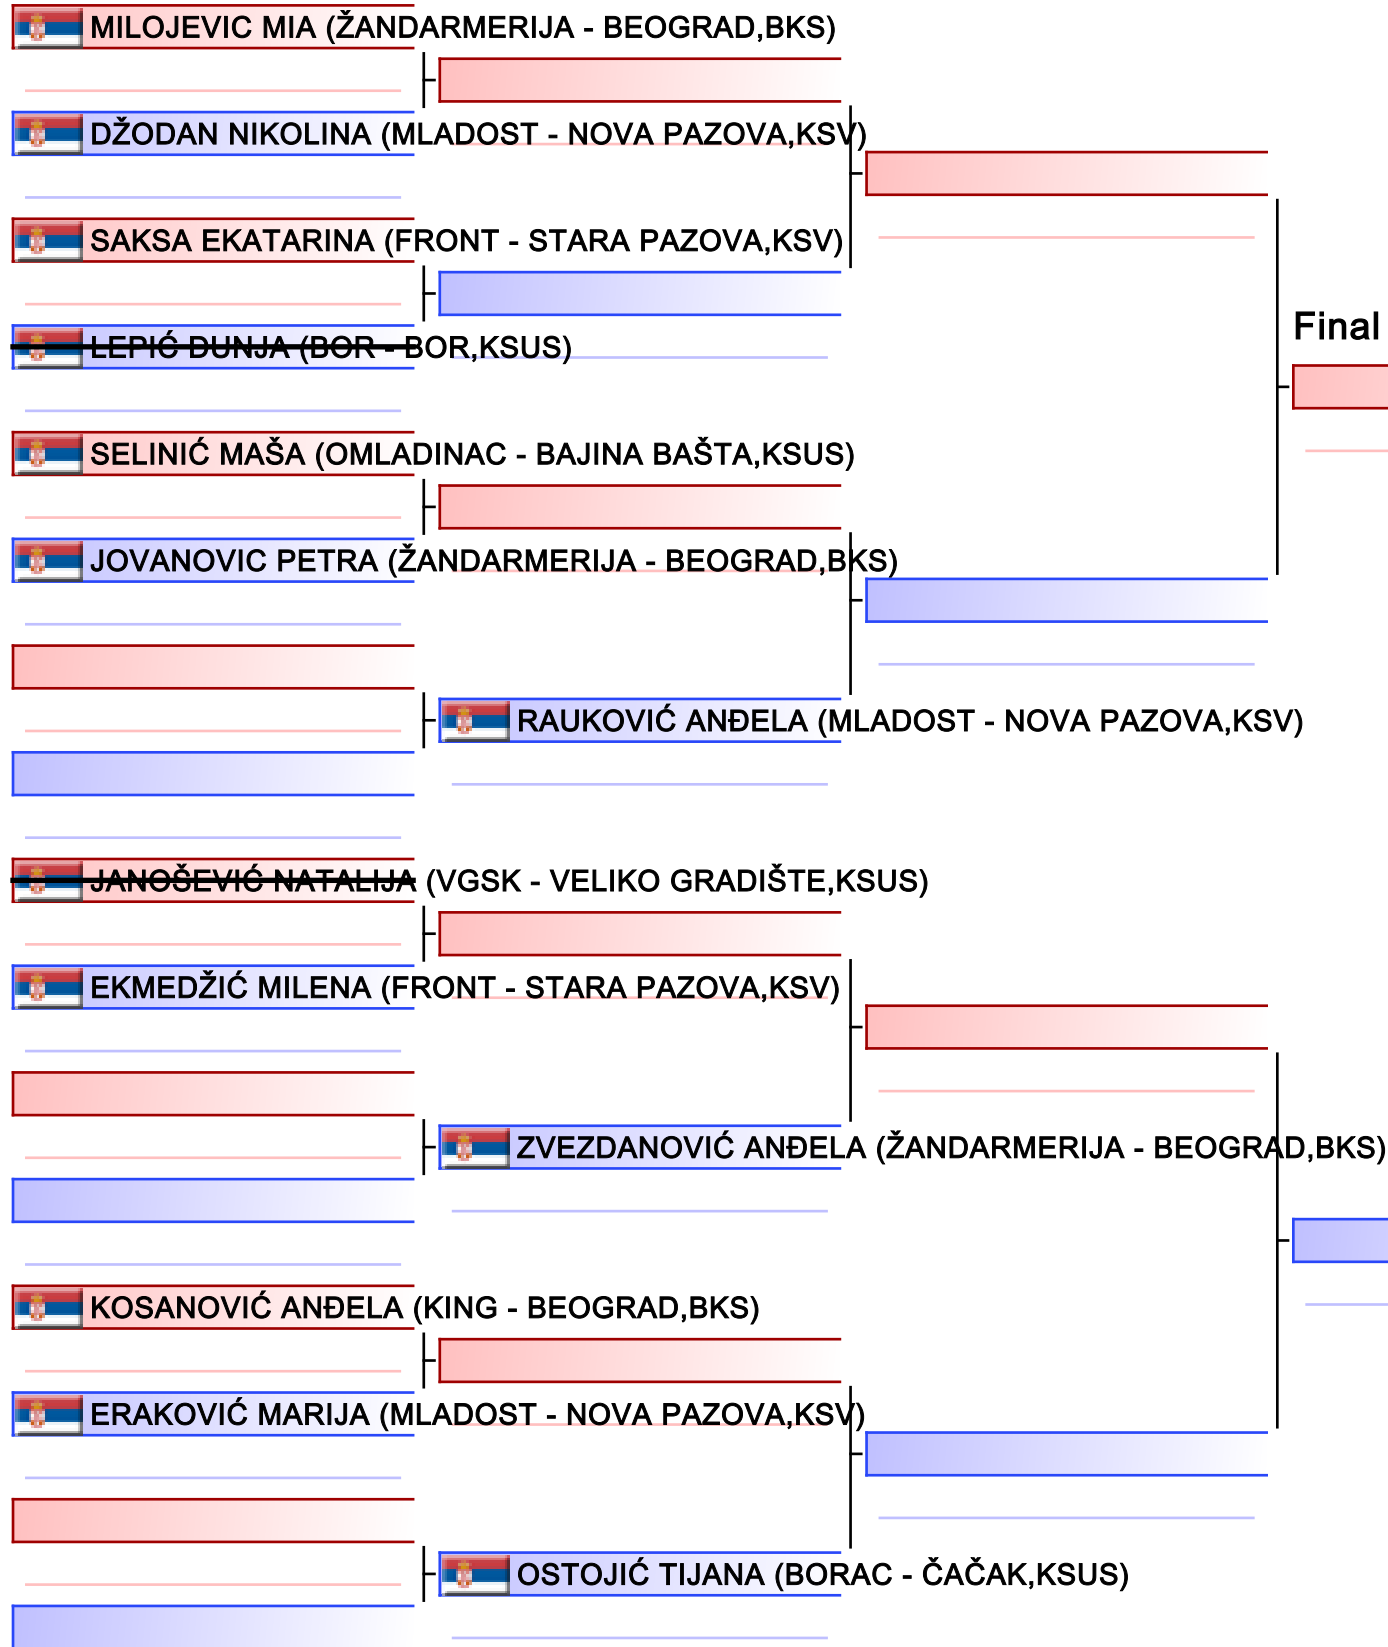 MILOJEVIC MIA (ŽANDARMERIJA - BEOGRAD,BKS)
DŽODAN NIKOLINA (MLADOST - NOVA PAZOVA,KSV)
SAKSA EKATARINA (FRONT - STARA PAZOVA,KSV)
Final
LEPIĆ DUNJA (BOR - BOR,KSUS)
SELINIĆ MAŠA (OMLADINAC - BAJINA BAŠTA,KSUS)
JOVANOVIC PETRA (ŽANDARMERIJA - BEOGRAD,BKS)
RAUKOVIĆ ANĐELA (MLADOST - NOVA PAZOVA,KSV)
JANOŠEVIĆ NATALIJA (VGSK - VELIKO GRADIŠTE,KSUS)
EKMEDŽIĆ MILENA (FRONT - STARA PAZOVA,KSV)
ZVEZDANOVIĆ ANĐELA (ŽANDARMERIJA - BEOGRAD,BKS)
KOSANOVIĆ ANĐELA (KING - BEOGRAD,BKS)
ERAKOVIĆ MARIJA (MLADOST - NOVA PAZOVA,KSV)
OSTOJIĆ TIJANA (BORAC - ČAČAK,KSUS)